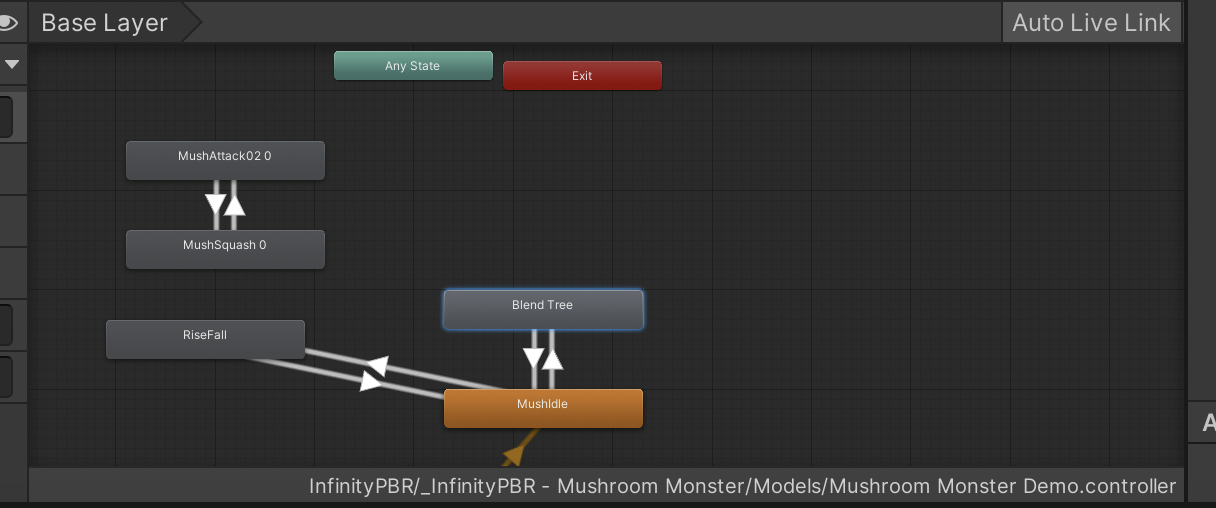 Base Layer
Auto Live Link
Any State
Exit
MushAttack02 0
MushSquash 0
Blend Tree
RiseFall
MushIdle
A
InfinityPBR/_InfinityPBR - Mushroom Monster/Models/Mushroom Monster Demo.controller